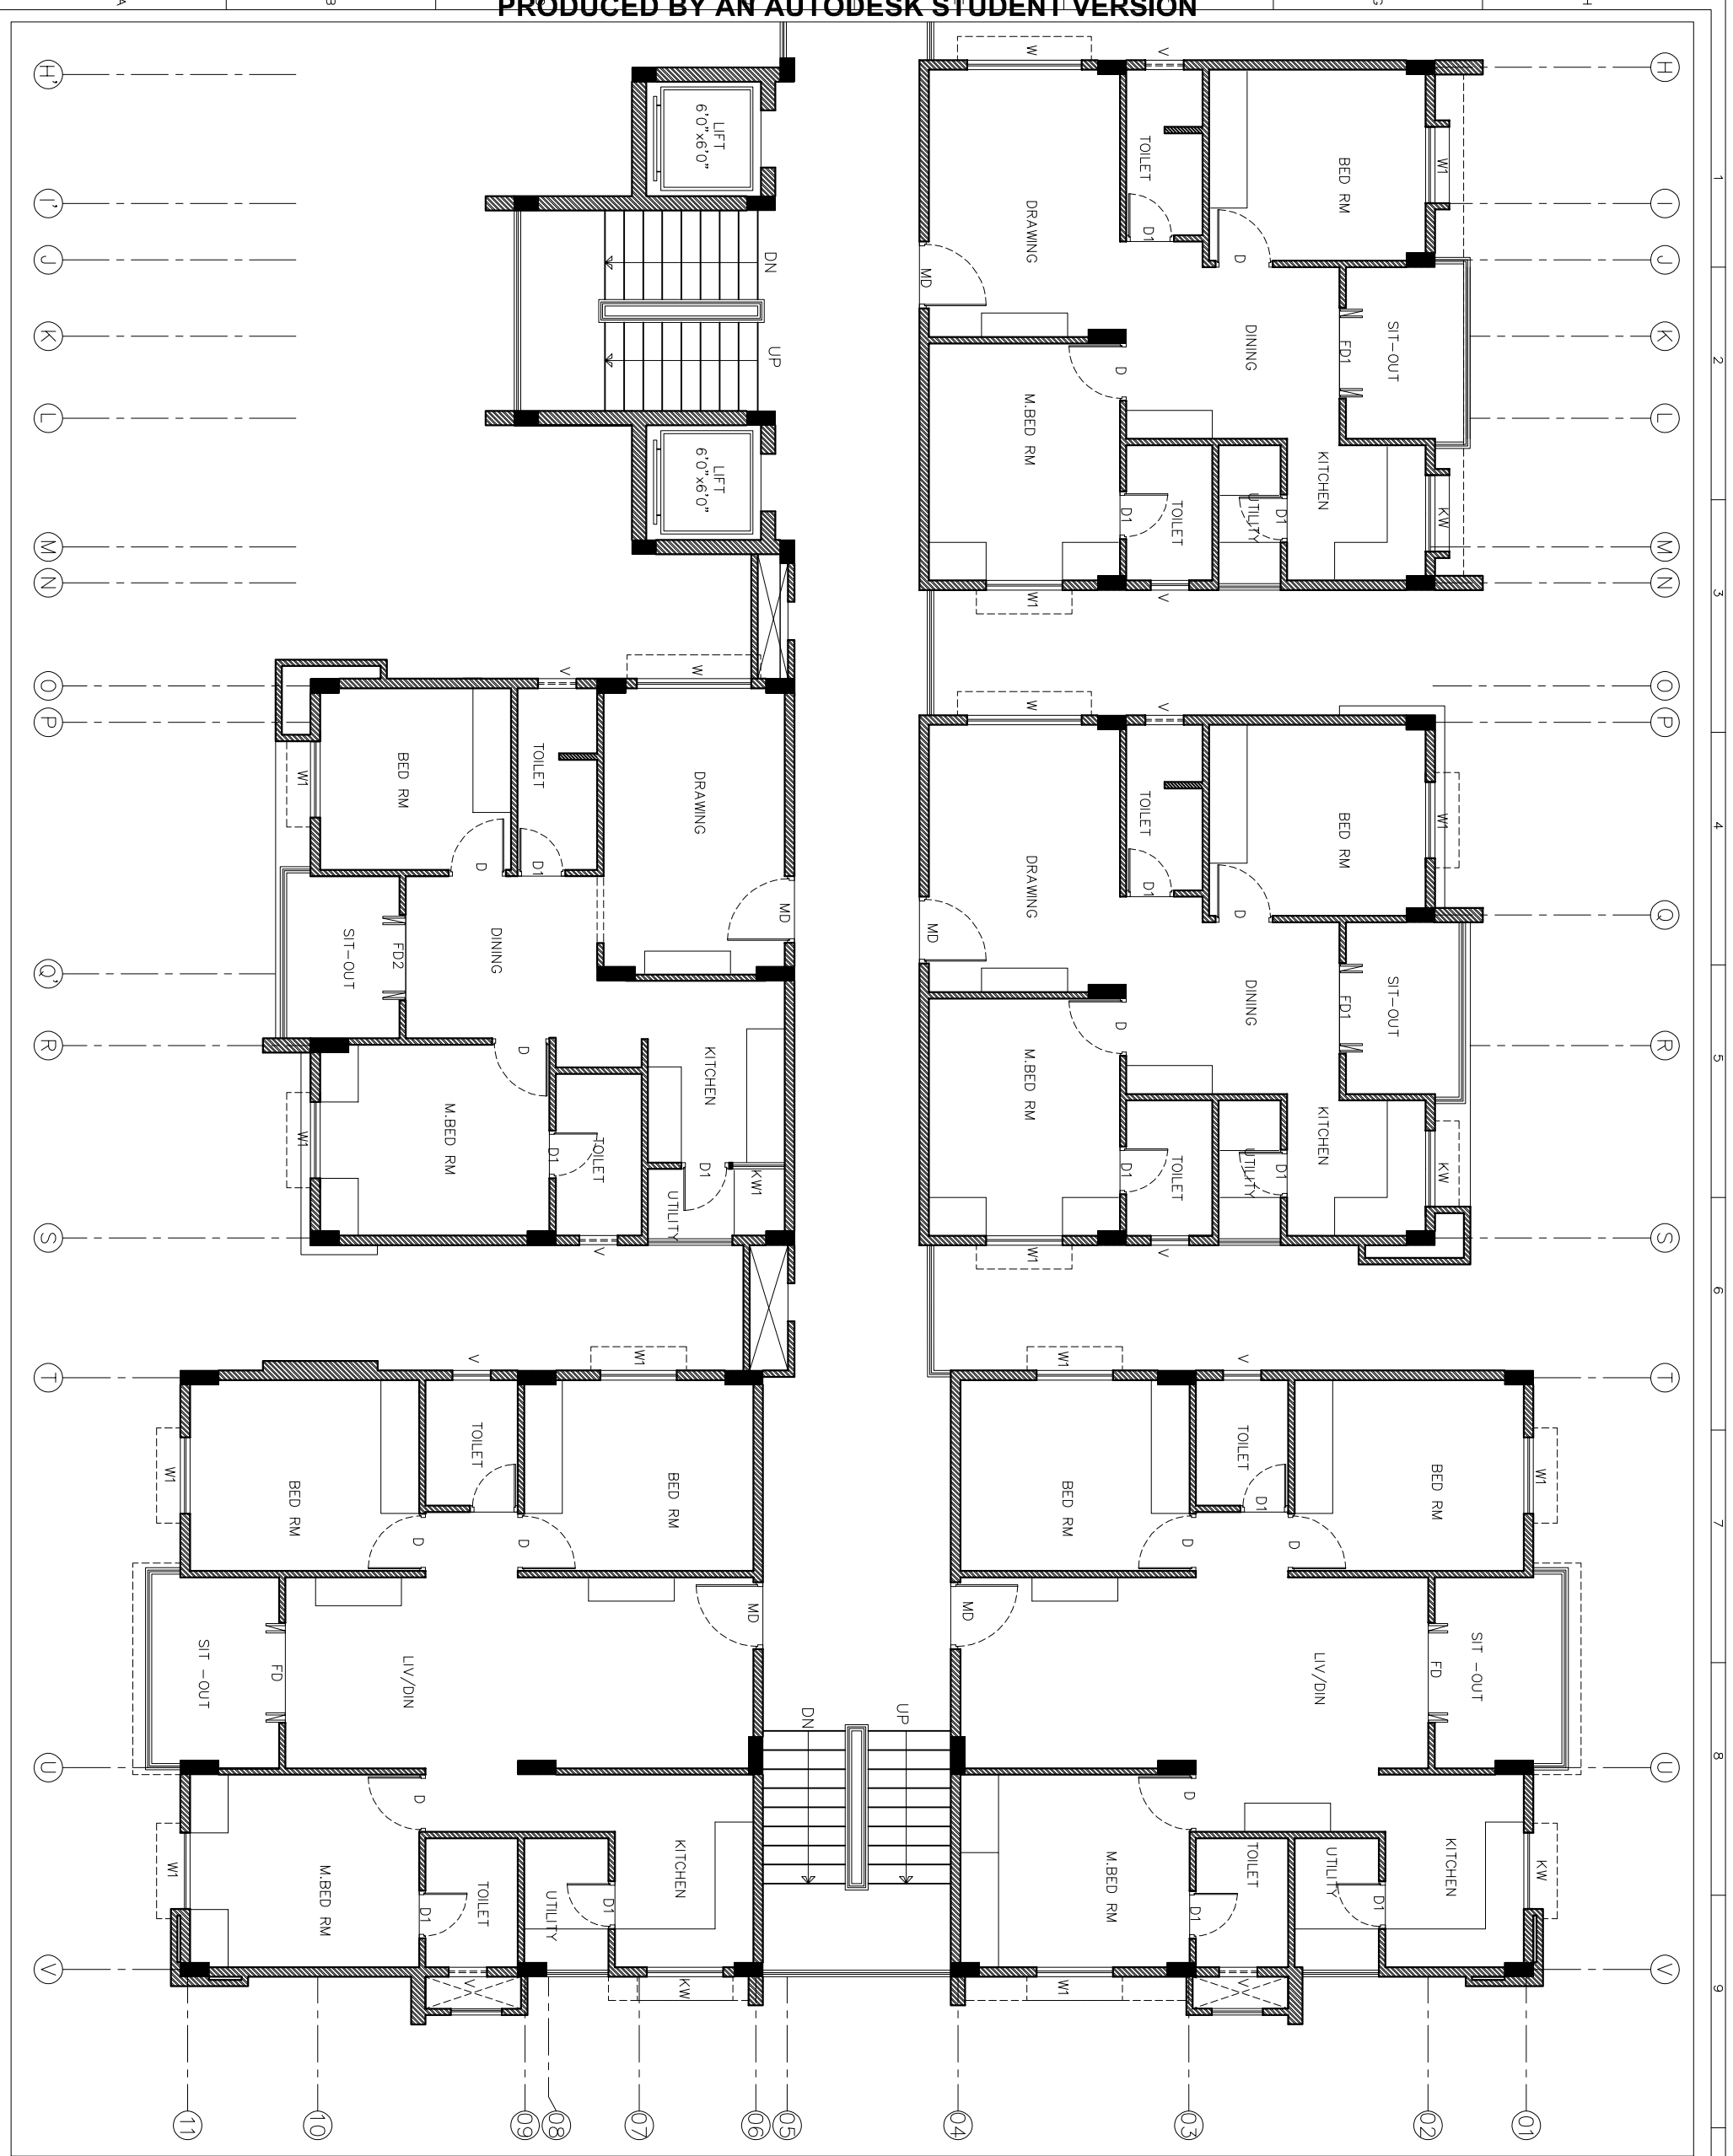 PRODUCED BY AN AUTODESK STUDENT VERSION
A
B
G
H
1
2
3
4
5
6
7
8
9
H'
I'
J
K
L
M
N
O
P
Q'
R
S
T
U
V
H
I
J
K
L
M
N
O
P
Q
R
S
T
U
V
11
10
09
08
07
06
05
04
03
02
01
LIFT
6'0"x6'0"
DN
UP
LIFT
6'0"x6'0"
W
V
W1
BED RM
TOILET
DRAWING
D1
D
MD
SIT-OUT
FD1
DINING
D
M.BED RM
KITCHEN
KW
TOILET
UTILITY
D1
D1
W1
V
W
V
W1
BED RM
TOILET
DRAWING
D1
D
MD
SIT-OUT
FD1
DINING
D
M.BED RM
KITCHEN
KW
TOILET
UTILITY
D1
D1
W1
V
V
W
W1
BED RM
TOILET
DRAWING
D
D1
MD
SIT-OUT
FD2
DINING
D
M.BED RM
W1
KITCHEN
TOILET
D1
D1
KW1
UTILITY
V
V
W1
W1
BED RM
TOILET
BED RM
D
D
MD
SIT -OUT
FD
LIV/DIN
D
W1
M.BED RM
TOILET
D1
UTILITY
D1
KITCHEN
V
KW
DN
UP
W1
V
BED RM
TOILET
D1
BED RM
W1
D
D
MD
LIV/DIN
FD
SIT -OUT
D
M.BED RM
TOILET
D1
UTILITY
D1
KITCHEN
KW
W1
V